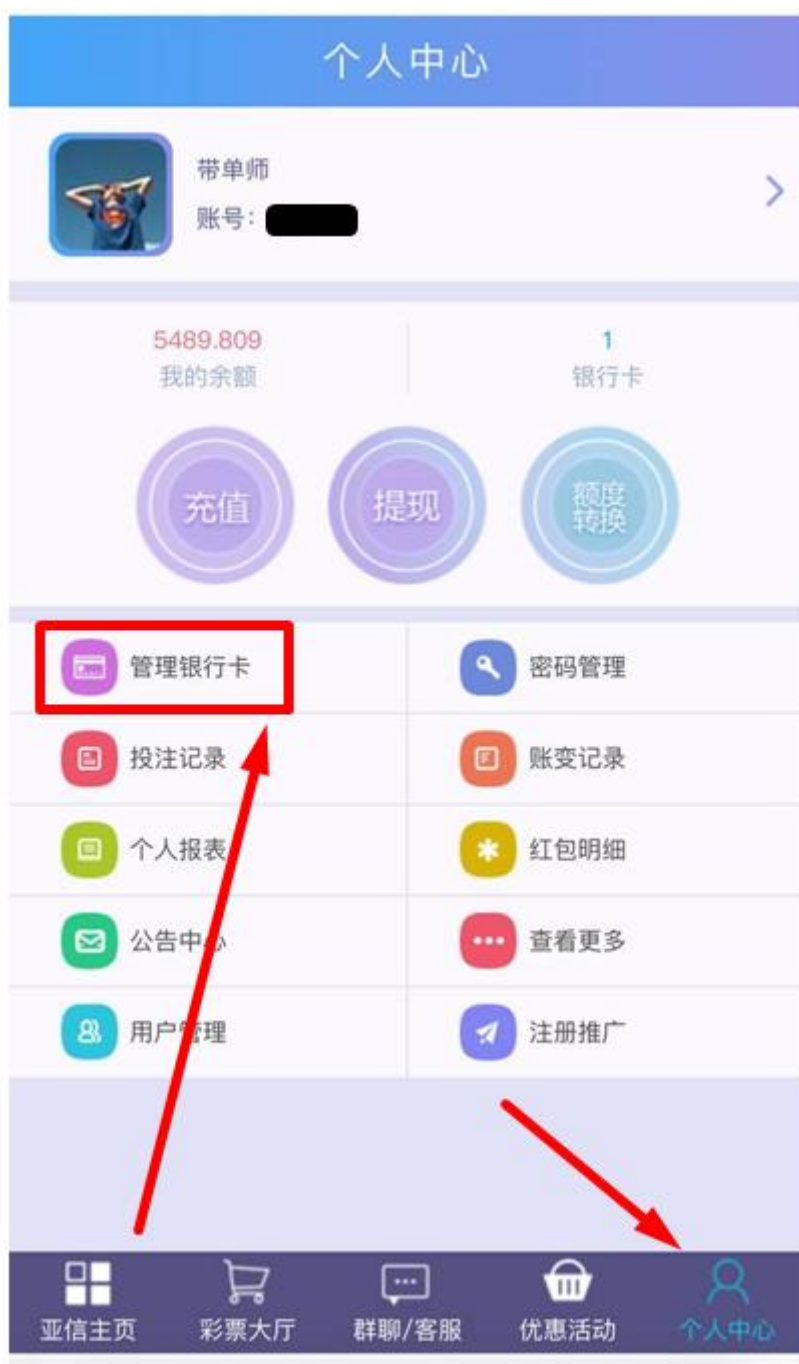 个人中心
带单师
账号:
5489.809
我的余额
1
银行卡
充值
提现
额度
转换
管理银行卡
密码管理
投注记录
账变记录
个人报表
红包明细
公告中心
查看更多
用户管理
注册推广
亚信主页
彩票大厅
群聊/客服
优惠活动
个人中心